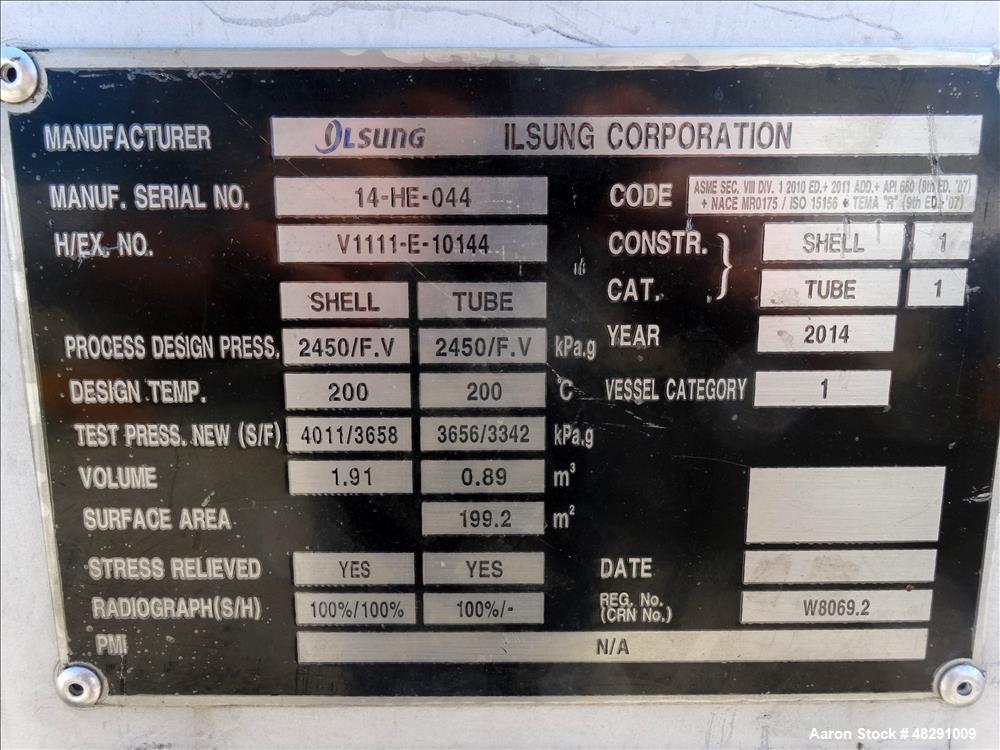 MANUFACTURER ILSUNG ILSUNG CORPORATION
MANUF. SERIAL NO. 14-HE-044 CODE ASME SEC. VIII DIV. 1 2010 ED.+ 2011 ADD.+ API 660 (8th ED. '07)
+ NACE MR0175 / ISO 15156 + TEMA "R" (9th ED.-'07)
H/EX. NO. V1111-E-10144 CONSTR. SHELL 1
CAT. TUBE 1
SHELL TUBE
YEAR 2014
PROCESS DESIGN PRESS. 2450/F.V 2450/F.V kPa.g
DESIGN TEMP. 200 200 °C VESSEL CATEGORY 1
TEST PRESS. NEW (S/F) 4011/3658 3656/3342 kPa.g
VOLUME 1.91 0.89 m³
SURFACE AREA 199.2 m²
STRESS RELIEVED YES YES DATE
RADIOGRAPH(S/H) 100%/100% 100%/- REG. No.
(CRN No.) W8069.2
PMI N/A
Aaron Stock # 48291009